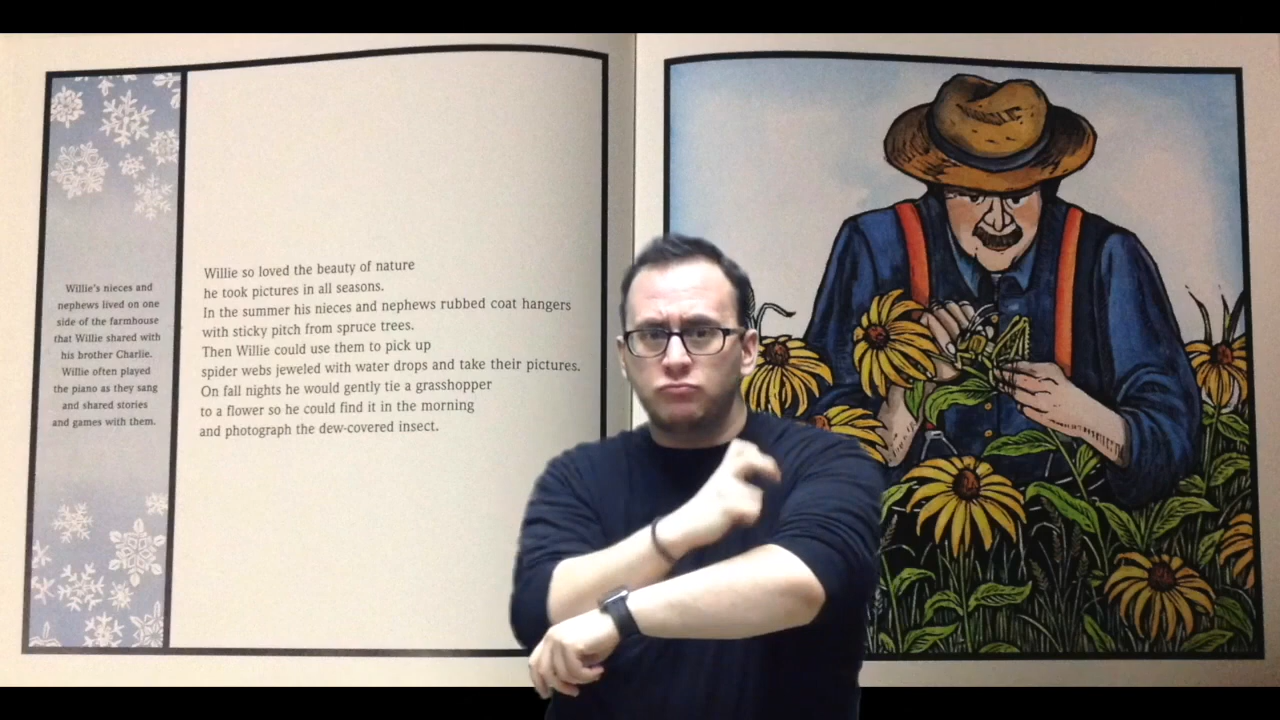 Willie's nieces and
nephews lived on one
side of the farmhouse
that Willie shared with
his brother Charlie.
Willie often played
the piano as they sang
and shared stories
and games with them.
Willie so loved the beauty of nature
he took pictures in all seasons.
In the summer his nieces and nephews rubbed coat hangers
with sticky pitch from spruce trees.
Then Willie could use them to pick up
spider webs jeweled with water drops and take their pictures.
On fall nights he would gently tie a grasshopper
to a flower so he could find it in the morning
and photograph the dew-covered insect.